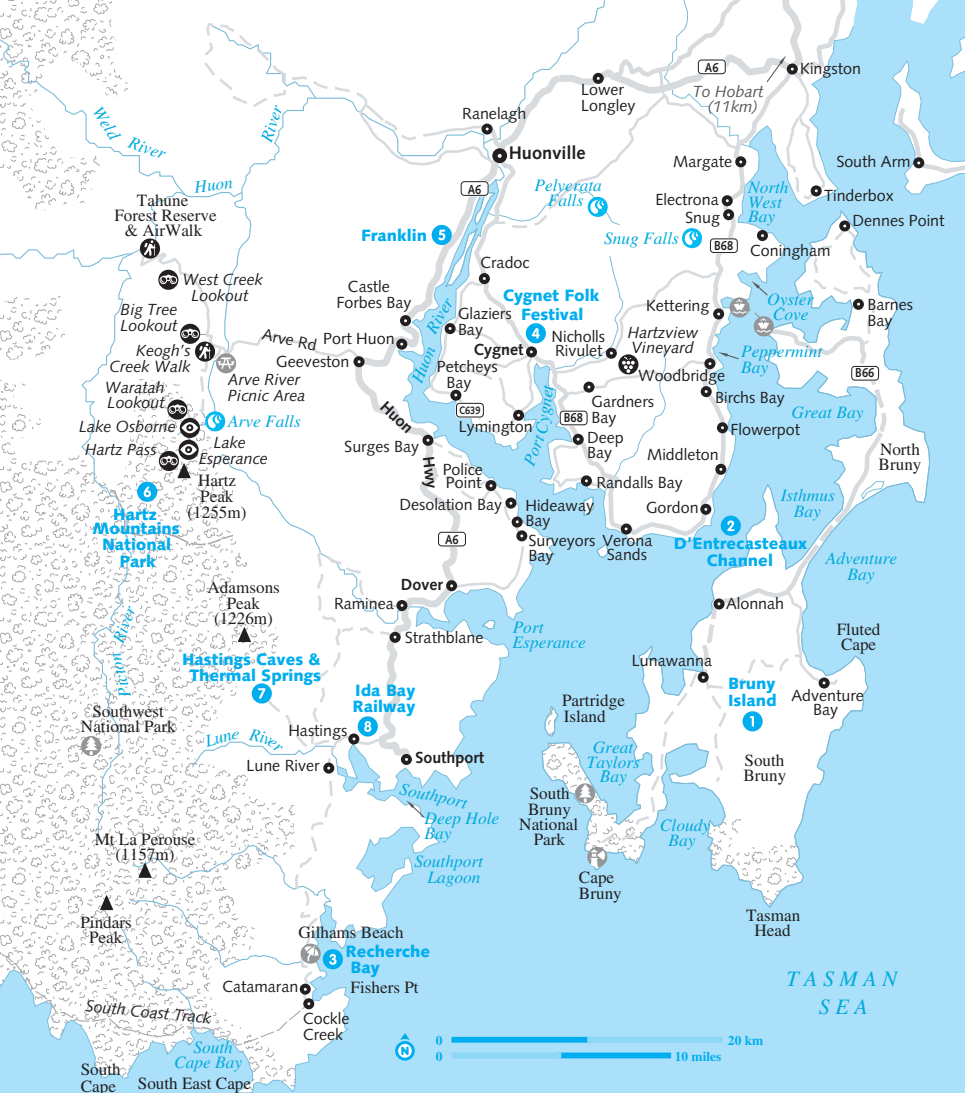 A6
Kingston
To Hobart
(11km)
Lower
Longley
Ranelagh
Weld River
River
Huonville
Margate
South Arm
Huon
A6
Pelverata
Falls
Electrona
Snug
North
West
Bay
Tinderbox
Tahune
Forest Reserve
& AirWalk
Franklin 5
Snug Falls
B68
Dennes Point
Coningham
Cradoc
West Creek
Lookout
Castle
Forbes Bay
Cygnet Folk
Festival
4
Kettering
Oyster
Cove
Barnes
Bay
Big Tree
Lookout
Huon River
Glaziers
Bay
Nicholls
Rivulet
Hartzview
Vineyard
Arve Rd
Port Huon
Keogh's
Creek Walk
Geeveston
Cygnet
Peppermint
Bay
Woodbridge
B66
Petcheys
Bay
Arve River
Picnic Area
Waratah
Lookout
Gardners
Bay
Birchs Bay
C639
B68
Great Bay
Lake Osborne
Arve Falls
Huon
Lymington
Port Cygnet
Flowerpot
Hartz Pass
Lake
Esperance
Surges Bay
Deep
Bay
Middleton
North
Bruny
Hwy
Police
Point
Hartz
Peak
(1255m)
6
Hartz
Mountains
National
Park
Randalls Bay
Isthmus
Bay
Desolation Bay
Hideaway
Bay
Gordon
2
D'Entrecasteaux
Channel
A6
Surveyors
Bay
Verona
Sands
Adventure
Bay
Dover
Adamsons
Peak
(1226m)
Raminea
Alonnah
Picton River
Strathblane
Port
Esperance
Fluted
Cape
Hastings Caves &
Thermal Springs
7
Lunawanna
Ida Bay
Railway
8
Bruny
Island
1
Adventure
Bay
Partridge
Island
Southwest
National Park
Lune River
Hastings
Great
Taylors
Bay
Lune River
Southport
South
Bruny
Southport
Deep Hole
Bay
South
Bruny
National
Park
Cloudy
Bay
Mt La Perouse
(1157m)
Southport
Lagoon
Cape
Bruny
Pindars
Peak
Tasman
Head
Gilhams Beach
3 Recherche
Bay
Catamaran
Fishers Pt
TASMAN
SEA
South Coast Track
Cockle
Creek
N
0 20 km
0 10 miles
South
Cape Bay
South
Cape
South East Cape